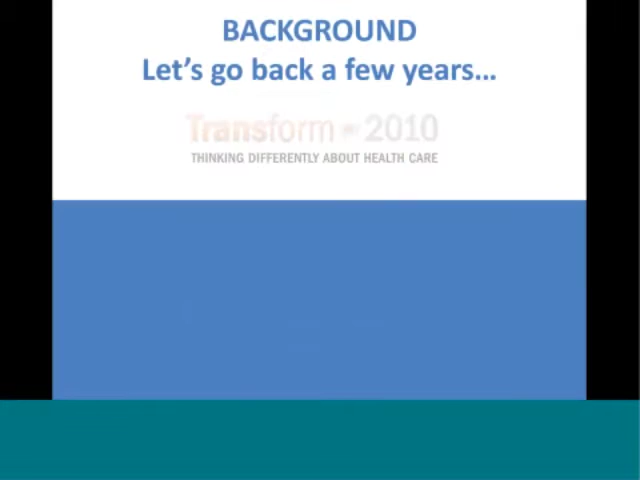 BACKGROUND
Let's go back a few years...
Transform 2010
THINKING DIFFERENTLY ABOUT HEALTH CARE